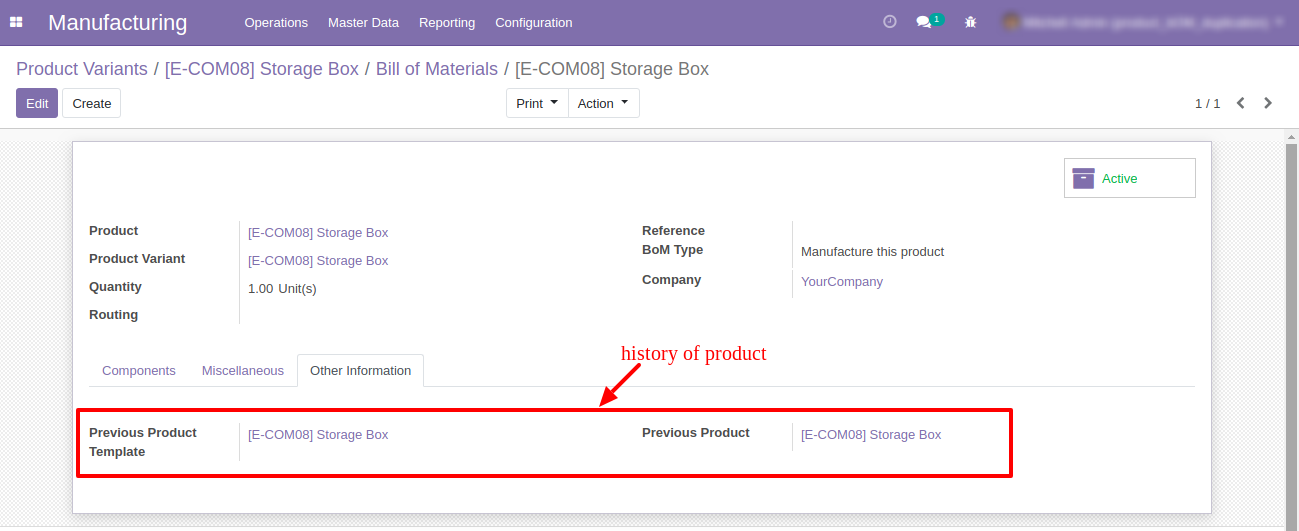 Manufacturing Operations Master Data Reporting Configuration 1
Product Variants / [E-COM08] Storage Box / Bill of Materials / [E-COM08] Storage Box
Edit Create Print Action 1 / 1
Active
Product [E-COM08] Storage Box
Product Variant [E-COM08] Storage Box
Quantity 1.00 Unit(s)
Routing
Reference
BoM Type Manufacture this product
Company YourCompany
history of product
Components Miscellaneous Other Information
Previous Product Template [E-COM08] Storage Box
Previous Product [E-COM08] Storage Box